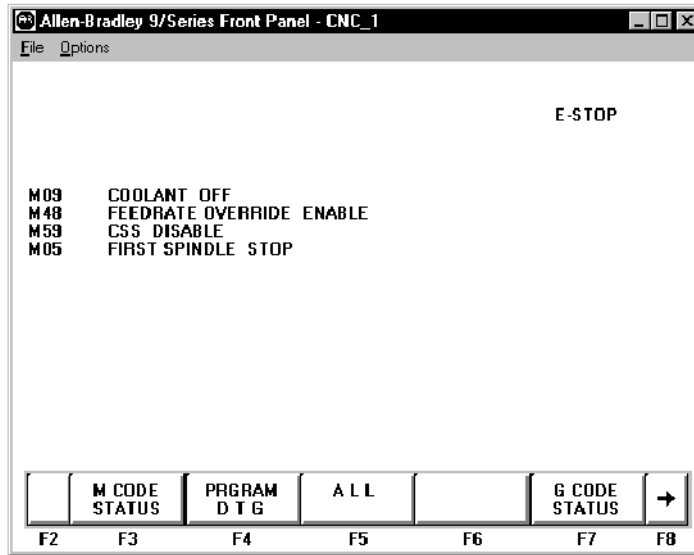 Allen-Bradley 9/Series Front Panel - CNC_1
File Options
E-STOP
M09 COOLANT OFF
M48 FEEDRATE OVERRIDE ENABLE
M59 CSS DISABLE
M05 FIRST SPINDLE STOP
M CODE PRGRAM ALL G CODE
STATUS DTG STATUS
F2 F3 F4 F5 F6 F7 F8